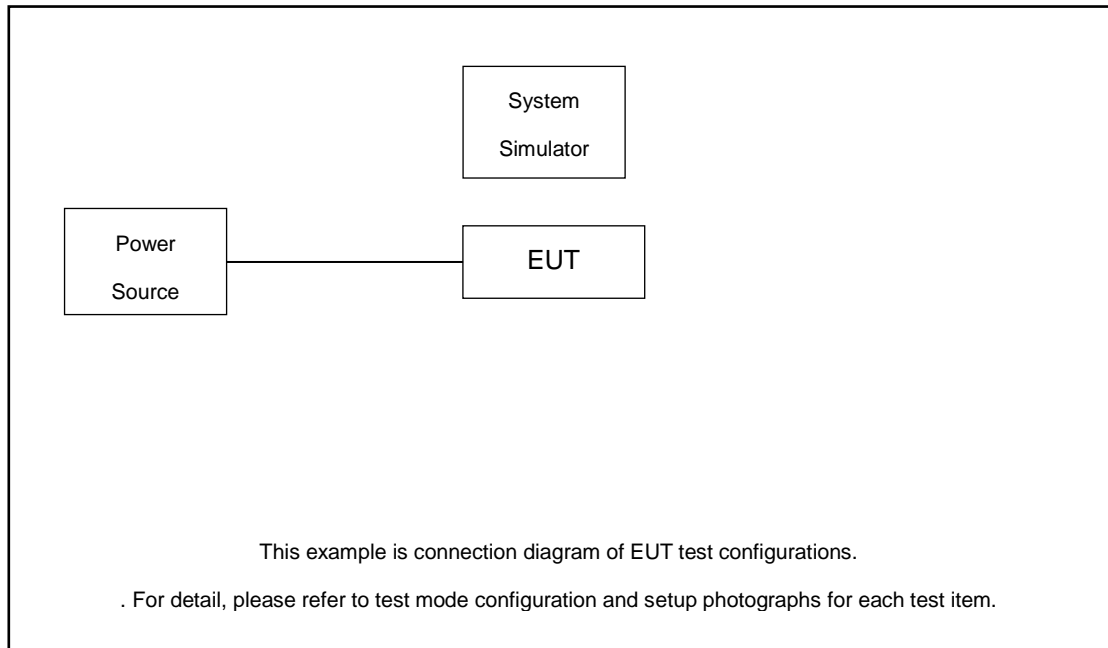 System
Simulator
Power
Source
EUT
This example is connection diagram of EUT test configurations.
. For detail, please refer to test mode configuration and setup photographs for each test item.